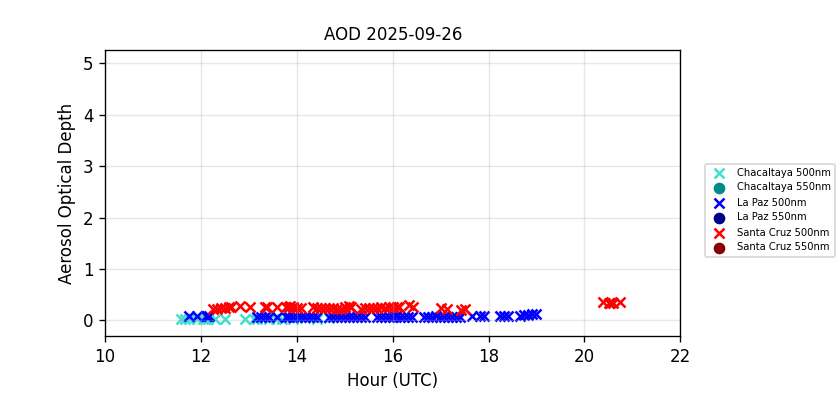 AOD 2025-09-26
Aerosol Optical Depth
5
4
3
2
1
0
10 12 14 16 18 20 22
Hour (UTC)
Chacaltaya 500nm
Chacaltaya 550nm
La Paz 500nm
La Paz 550nm
Santa Cruz 500nm
Santa Cruz 550nm